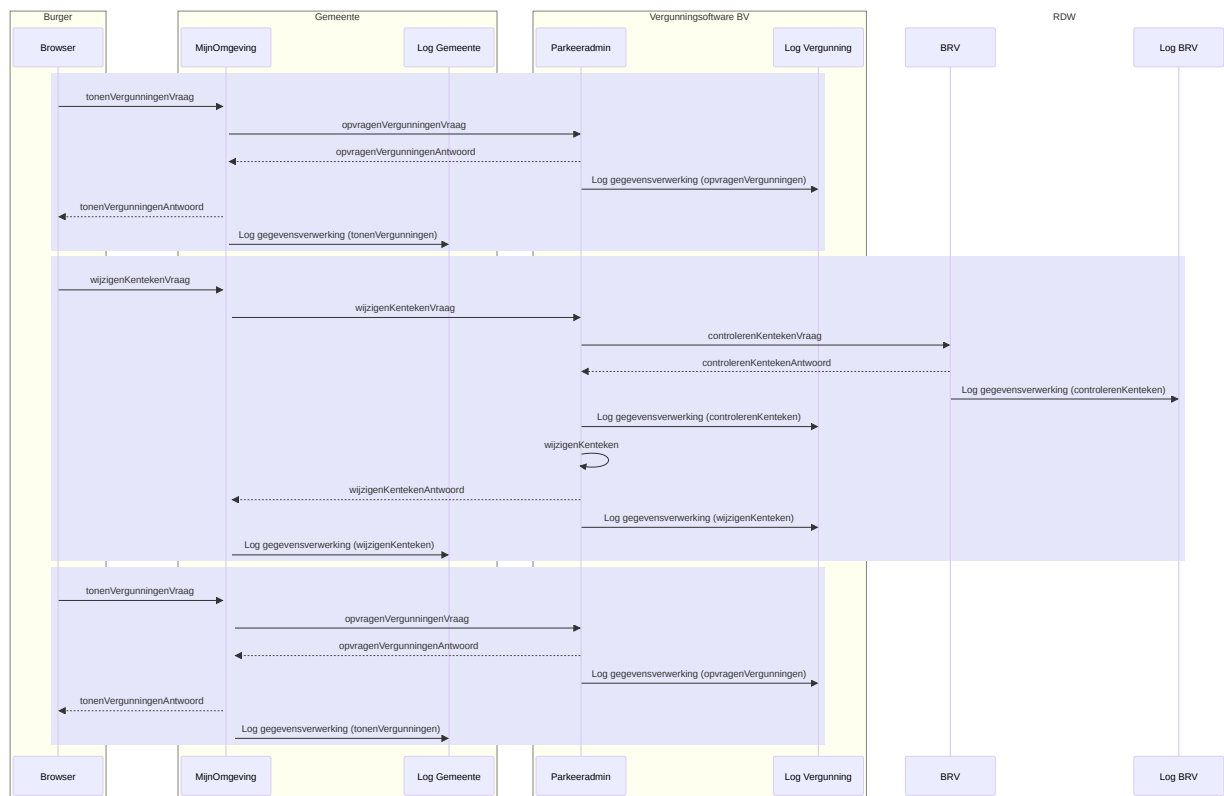 Burger
Gemeente
Vergunningsoftware BV
RDW
Browser
MijnOmgeving
Log Gemeente
Parkeeradmin
Log Vergunning
BRV
Log BRV
tonenVergunningenVraag
opvragenVergunningenVraag
opvragenVergunningenAntwoord
Log gegevensverwerking (opvragenVergunningen)
tonenVergunningenAntwoord
Log gegevensverwerking (tonenVergunningen)
wijzigenKentekenVraag
wijzigenKentekenVraag
controlerenKentekenVraag
controlerenKentekenAntwoord
Log gegevensverwerking (controlerenKenteken)
Log gegevensverwerking (controlerenKenteken)
wijzigenKenteken
wijzigenKentekenAntwoord
Log gegevensverwerking (wijzigenKenteken)
Log gegevensverwerking (wijzigenKenteken)
tonenVergunningenVraag
opvragenVergunningenVraag
opvragenVergunningenAntwoord
Log gegevensverwerking (opvragenVergunningen)
tonenVergunningenAntwoord
Log gegevensverwerking (tonenVergunningen)
Browser
MijnOmgeving
Log Gemeente
Parkeeradmin
Log Vergunning
BRV
Log BRV